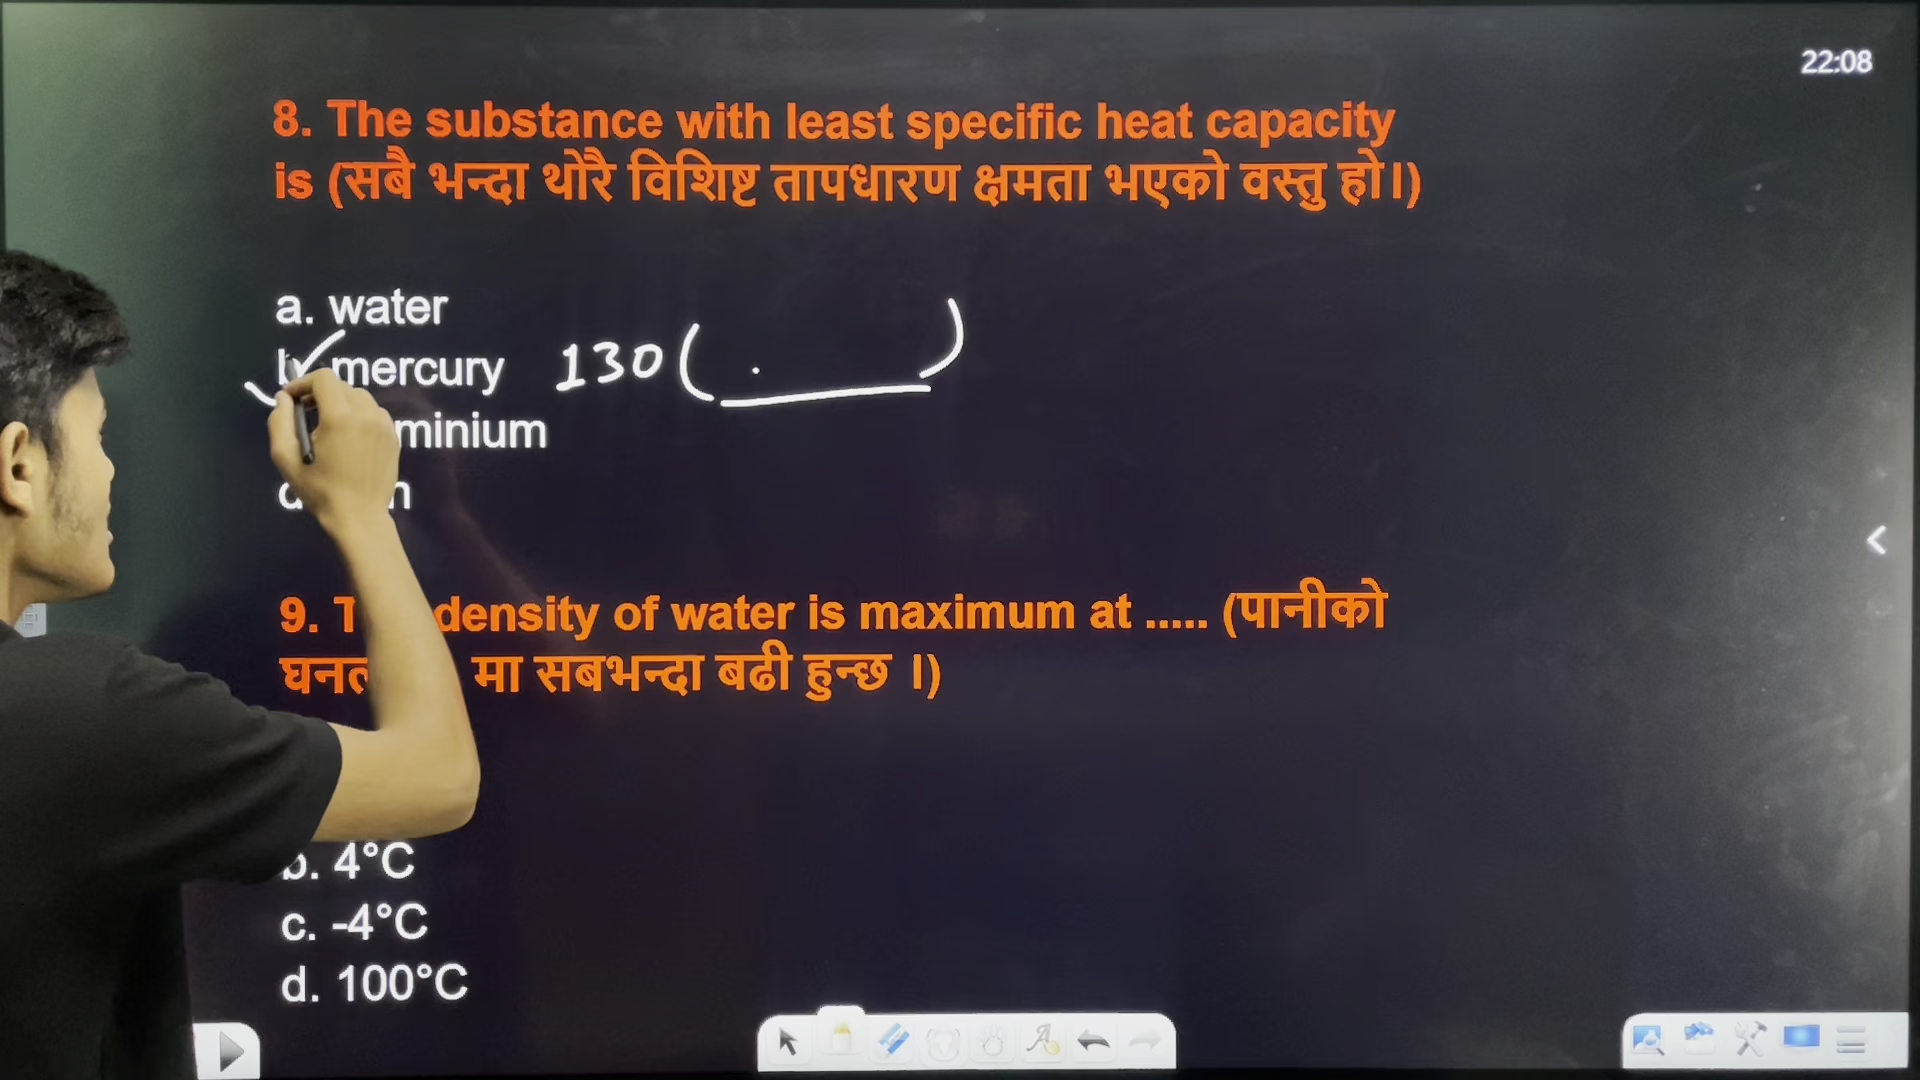 22:08
8. The substance with least specific heat capacity
is (सबै भन्दा थोरै विशिष्ट तापधारण क्षमता भएको वस्तु हो।)
a. water
mercury 130 ( . )
minium
9. density of water is maximum at ..... (पानीको
मा सबभन्दा बढी हुन्छ ।)
b. 4°C
c. -4°C
d. 100°C